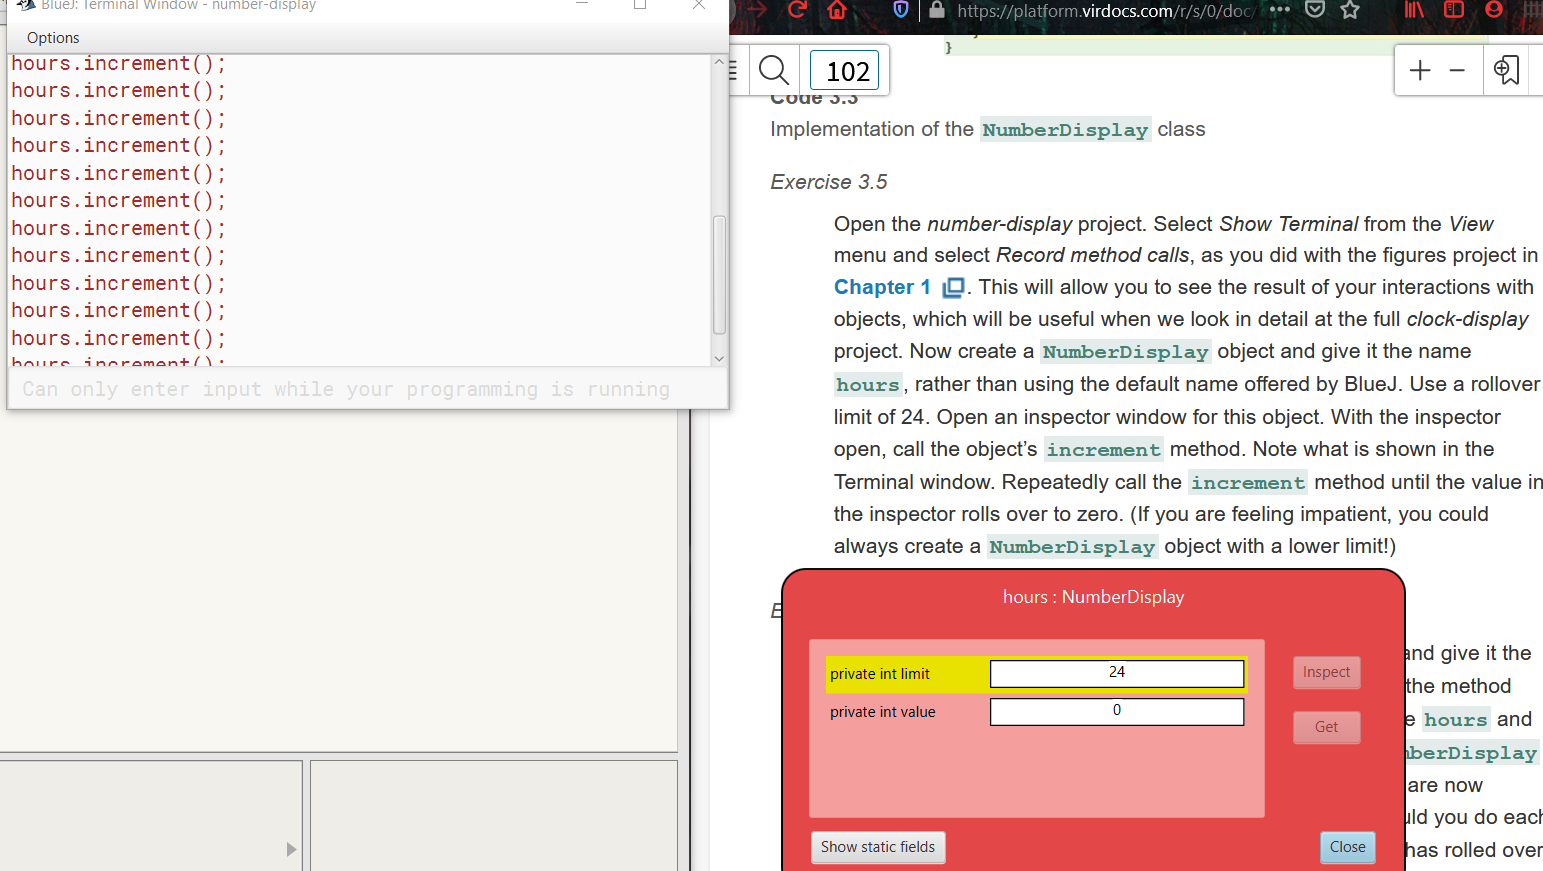 BlueJ: Terminal Window - number-display
Options
hours.increment();
hours.increment();
hours.increment();
hours.increment();
hours.increment();
hours.increment();
hours.increment();
hours.increment();
hours.increment();
hours.increment();
hours.increment();
hours.increment();
Can only enter input while your programming is running
https://platform.virdocs.com/r/s/0/doc/
}
102
Code 3.3
Implementation of the NumberDisplay class
Exercise 3.5
Open the number-display project. Select Show Terminal from the View
menu and select Record method calls, as you did with the figures project in
Chapter 1 . This will allow you to see the result of your interactions with
objects, which will be useful when we look in detail at the full clock-display
project. Now create a NumberDisplay object and give it the name
hours, rather than using the default name offered by BlueJ. Use a rollover
limit of 24. Open an inspector window for this object. With the inspector
open, call the object’s increment method. Note what is shown in the
Terminal window. Repeatedly call the increment method until the value in
the inspector rolls over to zero. (If you are feeling impatient, you could
always create a NumberDisplay object with a lower limit!)
hours : NumberDisplay
private int limit 24
private int value 0
Inspect
Get
Show static fields
Close
and give it the
the method
hours and
berDisplay
are now
uld you do each
has rolled over